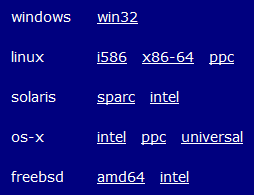 windows win32
linux i586 x86-64 ppc
solaris sparc intel
os-x intel ppc universal
freebsd amd64 intel